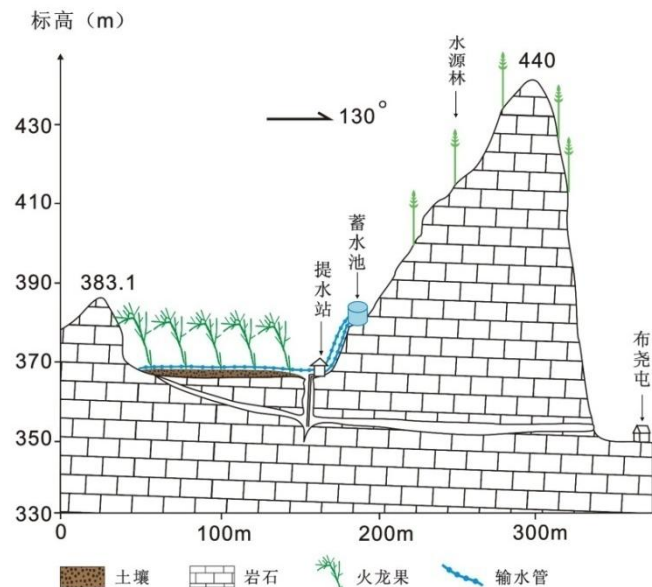 标高（m）
430
410
390
370
350
330
0
100m
200m
300m
130°
440
383.1
水源林
蓄水池
提水站
布尧屯
土壤
岩石
火龙果
输水管